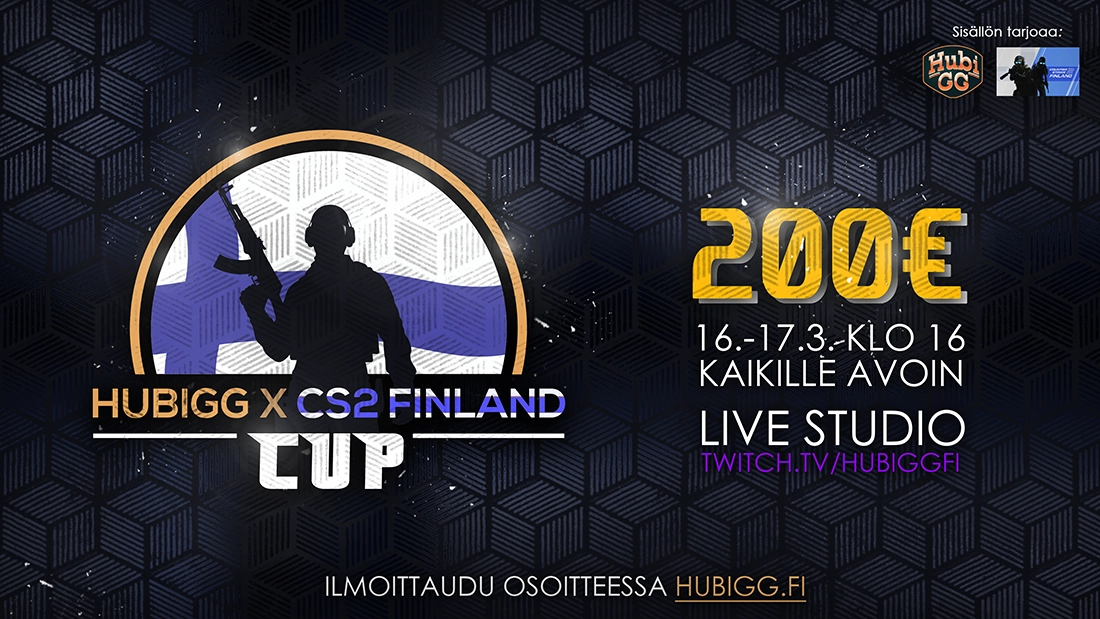 Sisällön tarjoaa:
Hubi
GG
FINLAND
200€
16.-17.3. KLO 16
KAIKILLE AVOIN
HUBIGG X CS2 FINLAND
CUP
LIVE STUDIO
TWITCH.TV/HUBIGGFI
ILMOITTAUDU OSOITTEESSA HUBIGG.FI